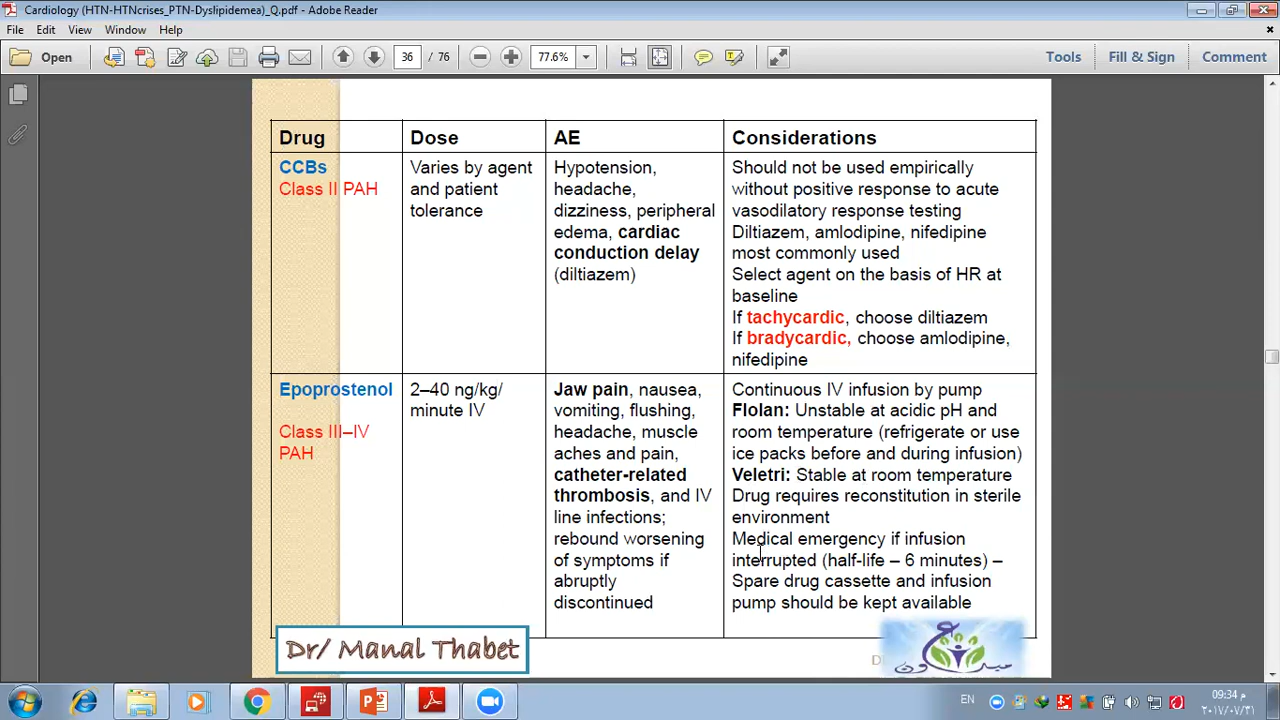 Cardiology (HTN-HTNcrises_PTN-Dyslipidemea)_Q.pdf - Adobe Reader
File Edit View Window Help
Open 36 / 76 77.6% Tools Fill & Sign Comment
Drug Dose AE Considerations
CCBs
Class II PAH
Varies by agent
and patient
tolerance
Hypotension,
headache,
dizziness, peripheral
edema, cardiac
conduction delay
(diltiazem)
Should not be used empirically
without positive response to acute
vasodilatory response testing
Diltiazem, amlodipine, nifedipine
most commonly used
Select agent on the basis of HR at
baseline
If tachycardic, choose diltiazem
If bradycardic, choose amlodipine,
nifedipine
Epoprostenol
Class III–IV
PAH
2–40 ng/kg/
minute IV
Jaw pain, nausea,
vomiting, flushing,
headache, muscle
aches and pain,
catheter-related
thrombosis, and IV
line infections;
rebound worsening
of symptoms if
abruptly
discontinued
Continuous IV infusion by pump
Flolan: Unstable at acidic pH and
room temperature (refrigerate or use
ice packs before and during infusion)
Veletri: Stable at room temperature
Drug requires reconstitution in sterile
environment
Medical emergency if infusion
interrupted (half-life – 6 minutes) –
Spare drug cassette and infusion
pump should be kept available
Dr/ Manal Thabet
EN
09:34 م
٢٠١٧/٠٧/٣١